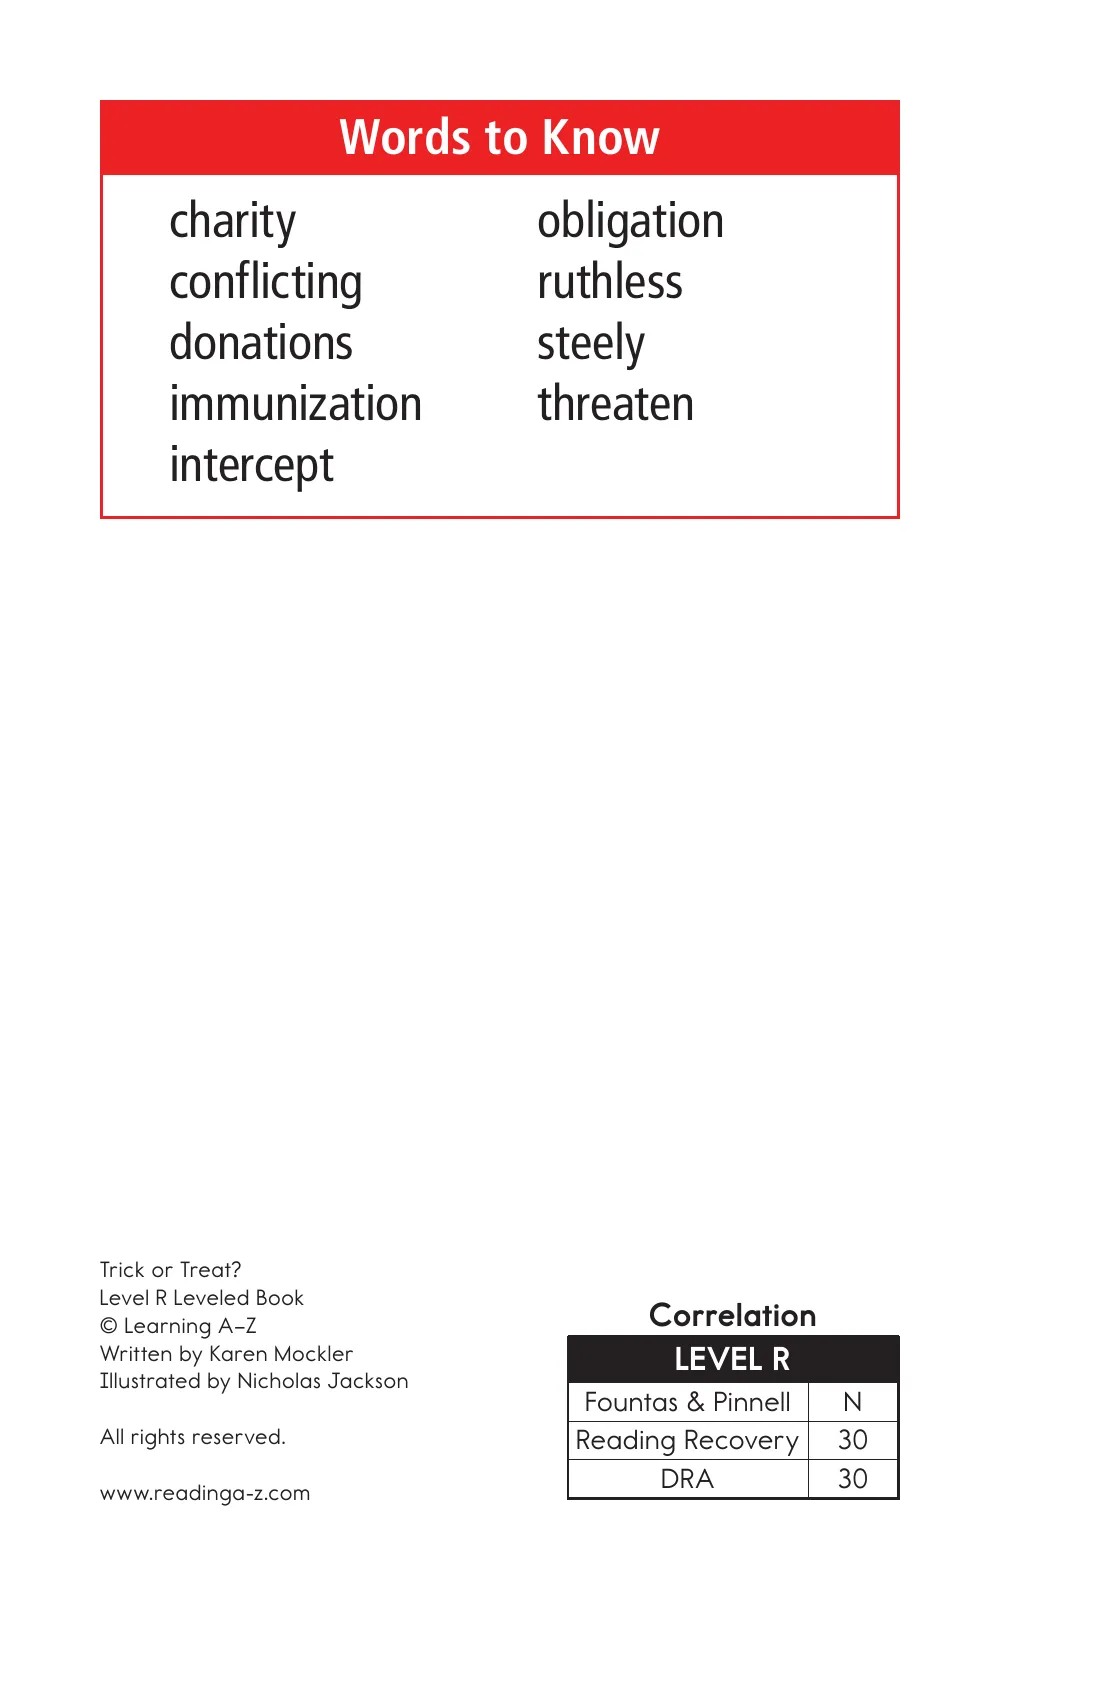 Words to Know
charity
conflicting
donations
immunization
intercept
obligation
ruthless
steely
threaten
Trick or Treat?
Level R Leveled Book
© Learning A–Z
Written by Karen Mockler
Illustrated by Nicholas Jackson
All rights reserved.
www.readinga-z.com
Correlation
LEVEL R
Fountas & Pinnell N
Reading Recovery 30
DRA 30